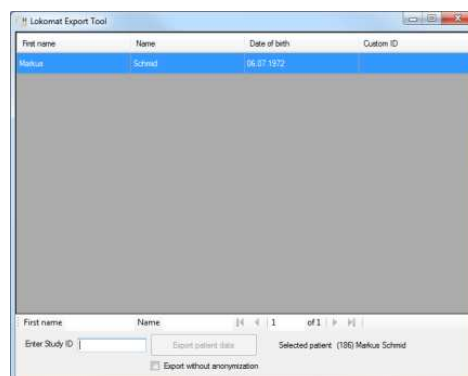 Lokomat Export Tool
First name Name Date of birth Custom ID
Markus Schmid 06.07.1972
First name Name 1 of 1
Enter Study ID Export patient data Selected patient (186) Markus Schmid
Export without anonymization